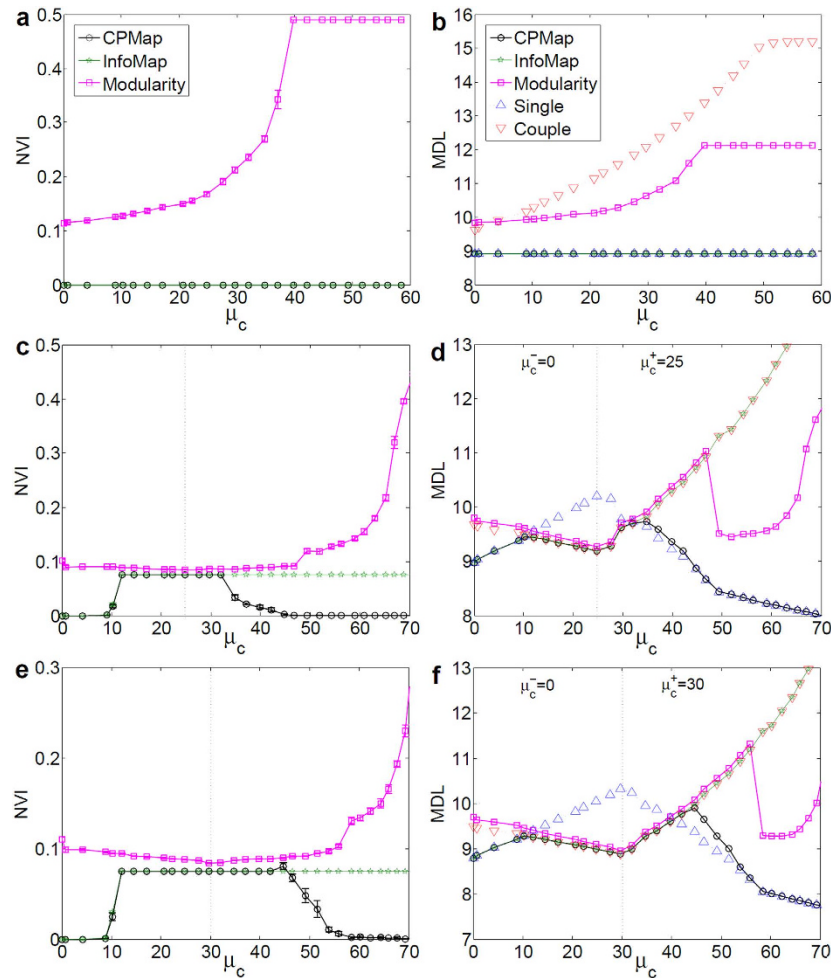 a
0.5
0.4
0.3
0.2
0.1
0
NVI
CPMap
InfoMap
Modularity
0 10 20 30 40 50 60
μc
b
16
15
14
13
12
11
10
9
8
MDL
CPMap
InfoMap
Modularity
Single
Couple
0 10 20 30 40 50 60
μc
c
0.5
0.4
0.3
0.2
0.1
0
NVI
0 10 20 30 40 50 60 70
μc
d
13
12
11
10
9
8
MDL
μc⁻=0 μc⁺=25
0 10 20 30 40 50 60 70
μc
e
0.3
0.2
0.1
0
NVI
0 10 20 30 40 50 60 70
μc
f
13
12
11
10
9
8
7
MDL
μc⁻=0 μc⁺=30
0 10 20 30 40 50 60 70
μc